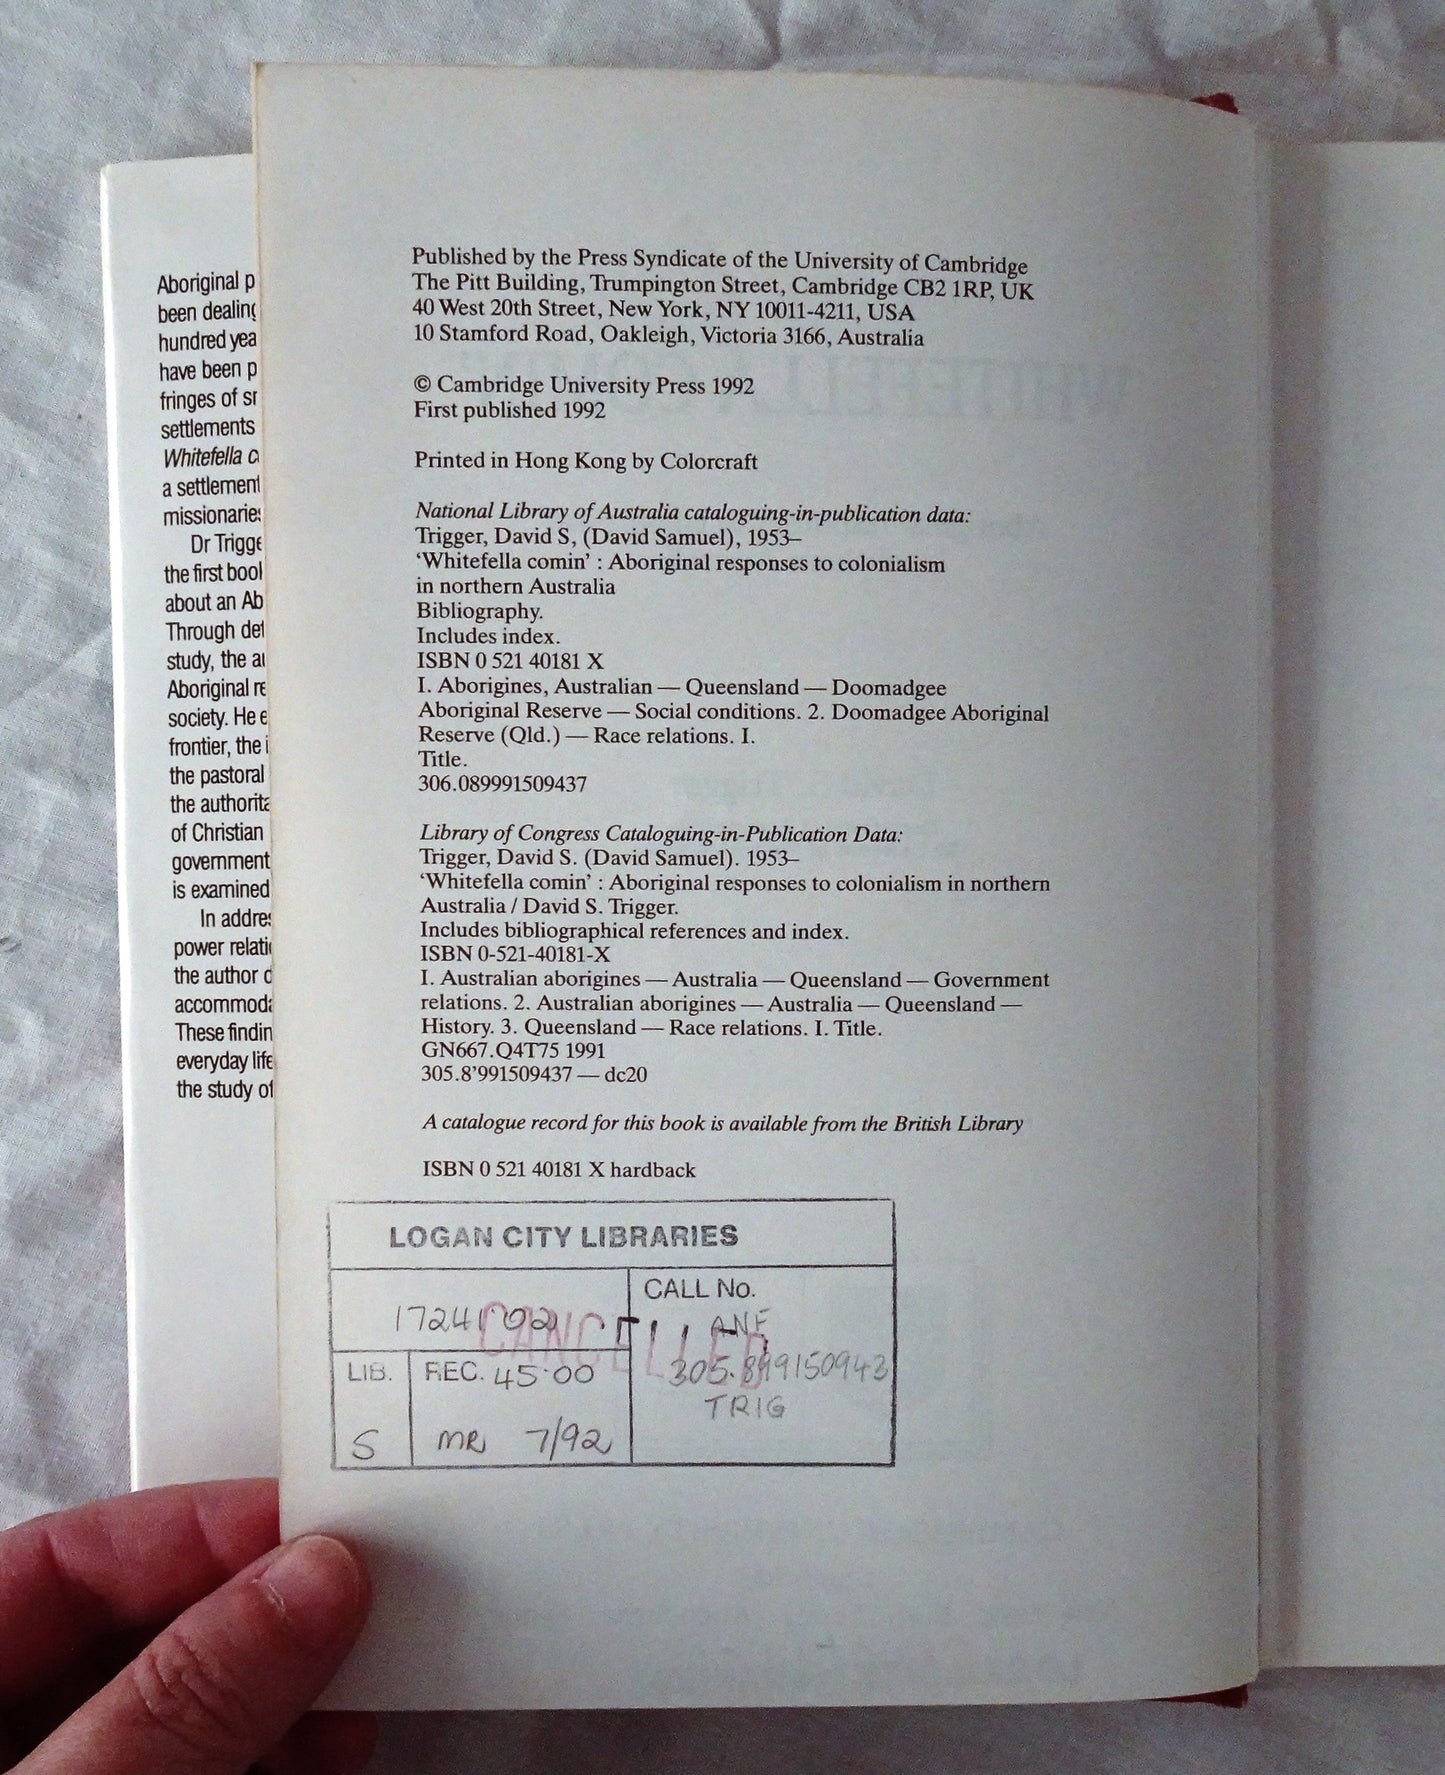 Aboriginal p
been dealing
hundred yea
have been p
fringes of sr
settlements
Whitefella c
a settlement
missionaries
Dr Trigge
the first bool
about an Ab
Through det
study, the au
Aboriginal re
society. He e
frontier, the i
the pastoral
the authorita
of Christian
government
is examined
In addres
power relati
the author d
accommoda
These findin
everyday life
the study of
Published by the Press Syndicate of the University of Cambridge
The Pitt Building, Trumpington Street, Cambridge CB2 1RP, UK
40 West 20th Street, New York, NY 10011-4211, USA
10 Stamford Road, Oakleigh, Victoria 3166, Australia
© Cambridge University Press 1992
First published 1992
Printed in Hong Kong by Colorcraft
National Library of Australia cataloguing-in-publication data:
Trigger, David S, (David Samuel), 1953–
‘Whitefella comin’ : Aboriginal responses to colonialism
in northern Australia
Bibliography.
Includes index.
ISBN 0 521 40181 X
I. Aborigines, Australian — Queensland — Doomadgee
Aboriginal Reserve — Social conditions. 2. Doomadgee Aboriginal
Reserve (Qld.) — Race relations. I.
Title.
306.089991509437
Library of Congress Cataloguing-in-Publication Data:
Trigger, David S. (David Samuel). 1953–
‘Whitefella comin’ : Aboriginal responses to colonialism in northern
Australia / David S. Trigger.
Includes bibliographical references and index.
ISBN 0-521-40181-X
I. Australian aborigines — Australia — Queensland — Government
relations. 2. Australian aborigines — Australia — Queensland —
History. 3. Queensland — Race relations. I. Title.
GN667.Q4T75 1991
305.8’991509437 — dc20
A catalogue record for this book is available from the British Library
ISBN 0 521 40181 X hardback
LOGAN CITY LIBRARIES
CALL No.
17241 02
ANF
CANCELLED
305.899150943
LIB. REC. 45.00
TRIG
S MR 7/92